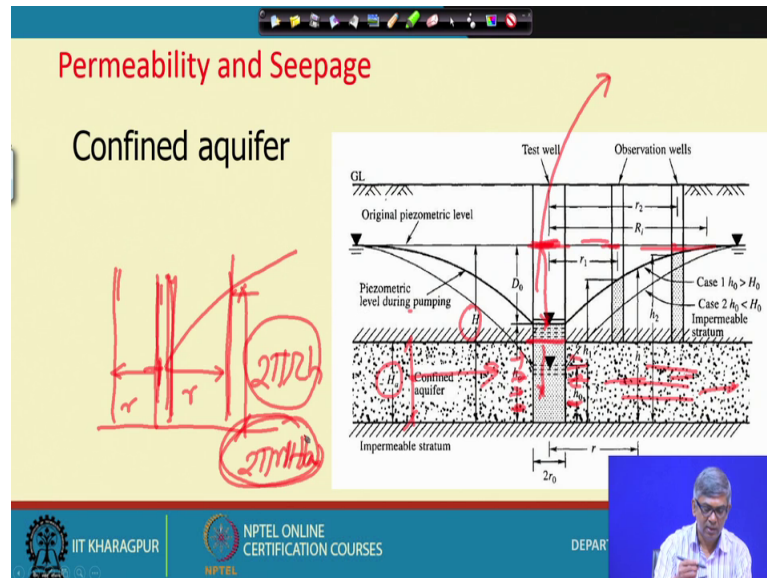 Permeability and Seepage
Confined aquifer
Test well
Observation wells
GL
r₂
Original piezometric level
Rᵢ
r₁
D₀
Piezometric
level during pumping
Case 1 h₀ > H₀
Case 2 h₀ < H₀
Impermeable
stratum
H
h₂
Confined
aquifer
h₀
Impermeable stratum
r
2r₀
r
r
2πrh
2πrH₀
IIT KHARAGPUR
NPTEL
NPTEL ONLINE
CERTIFICATION COURSES